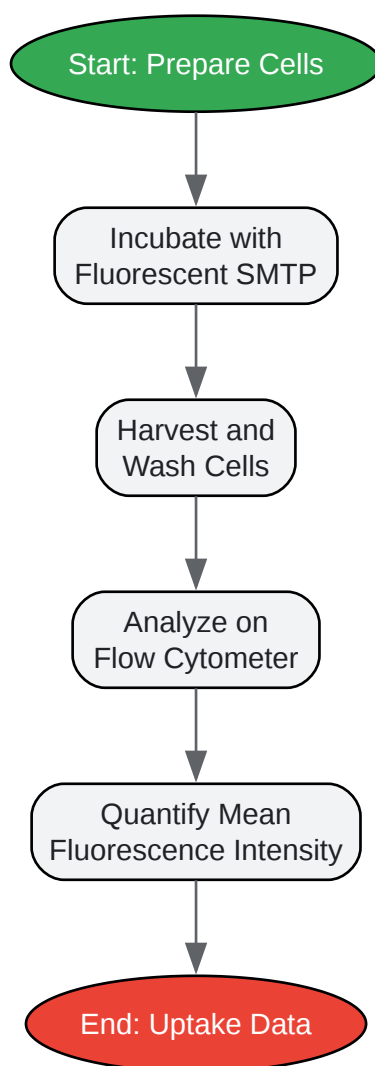 Start: Prepare Cells
Incubate with
Fluorescent SMTP
Harvest and
Wash Cells
Analyze on
Flow Cytometer
Quantify Mean
Fluorescence Intensity
End: Uptake Data